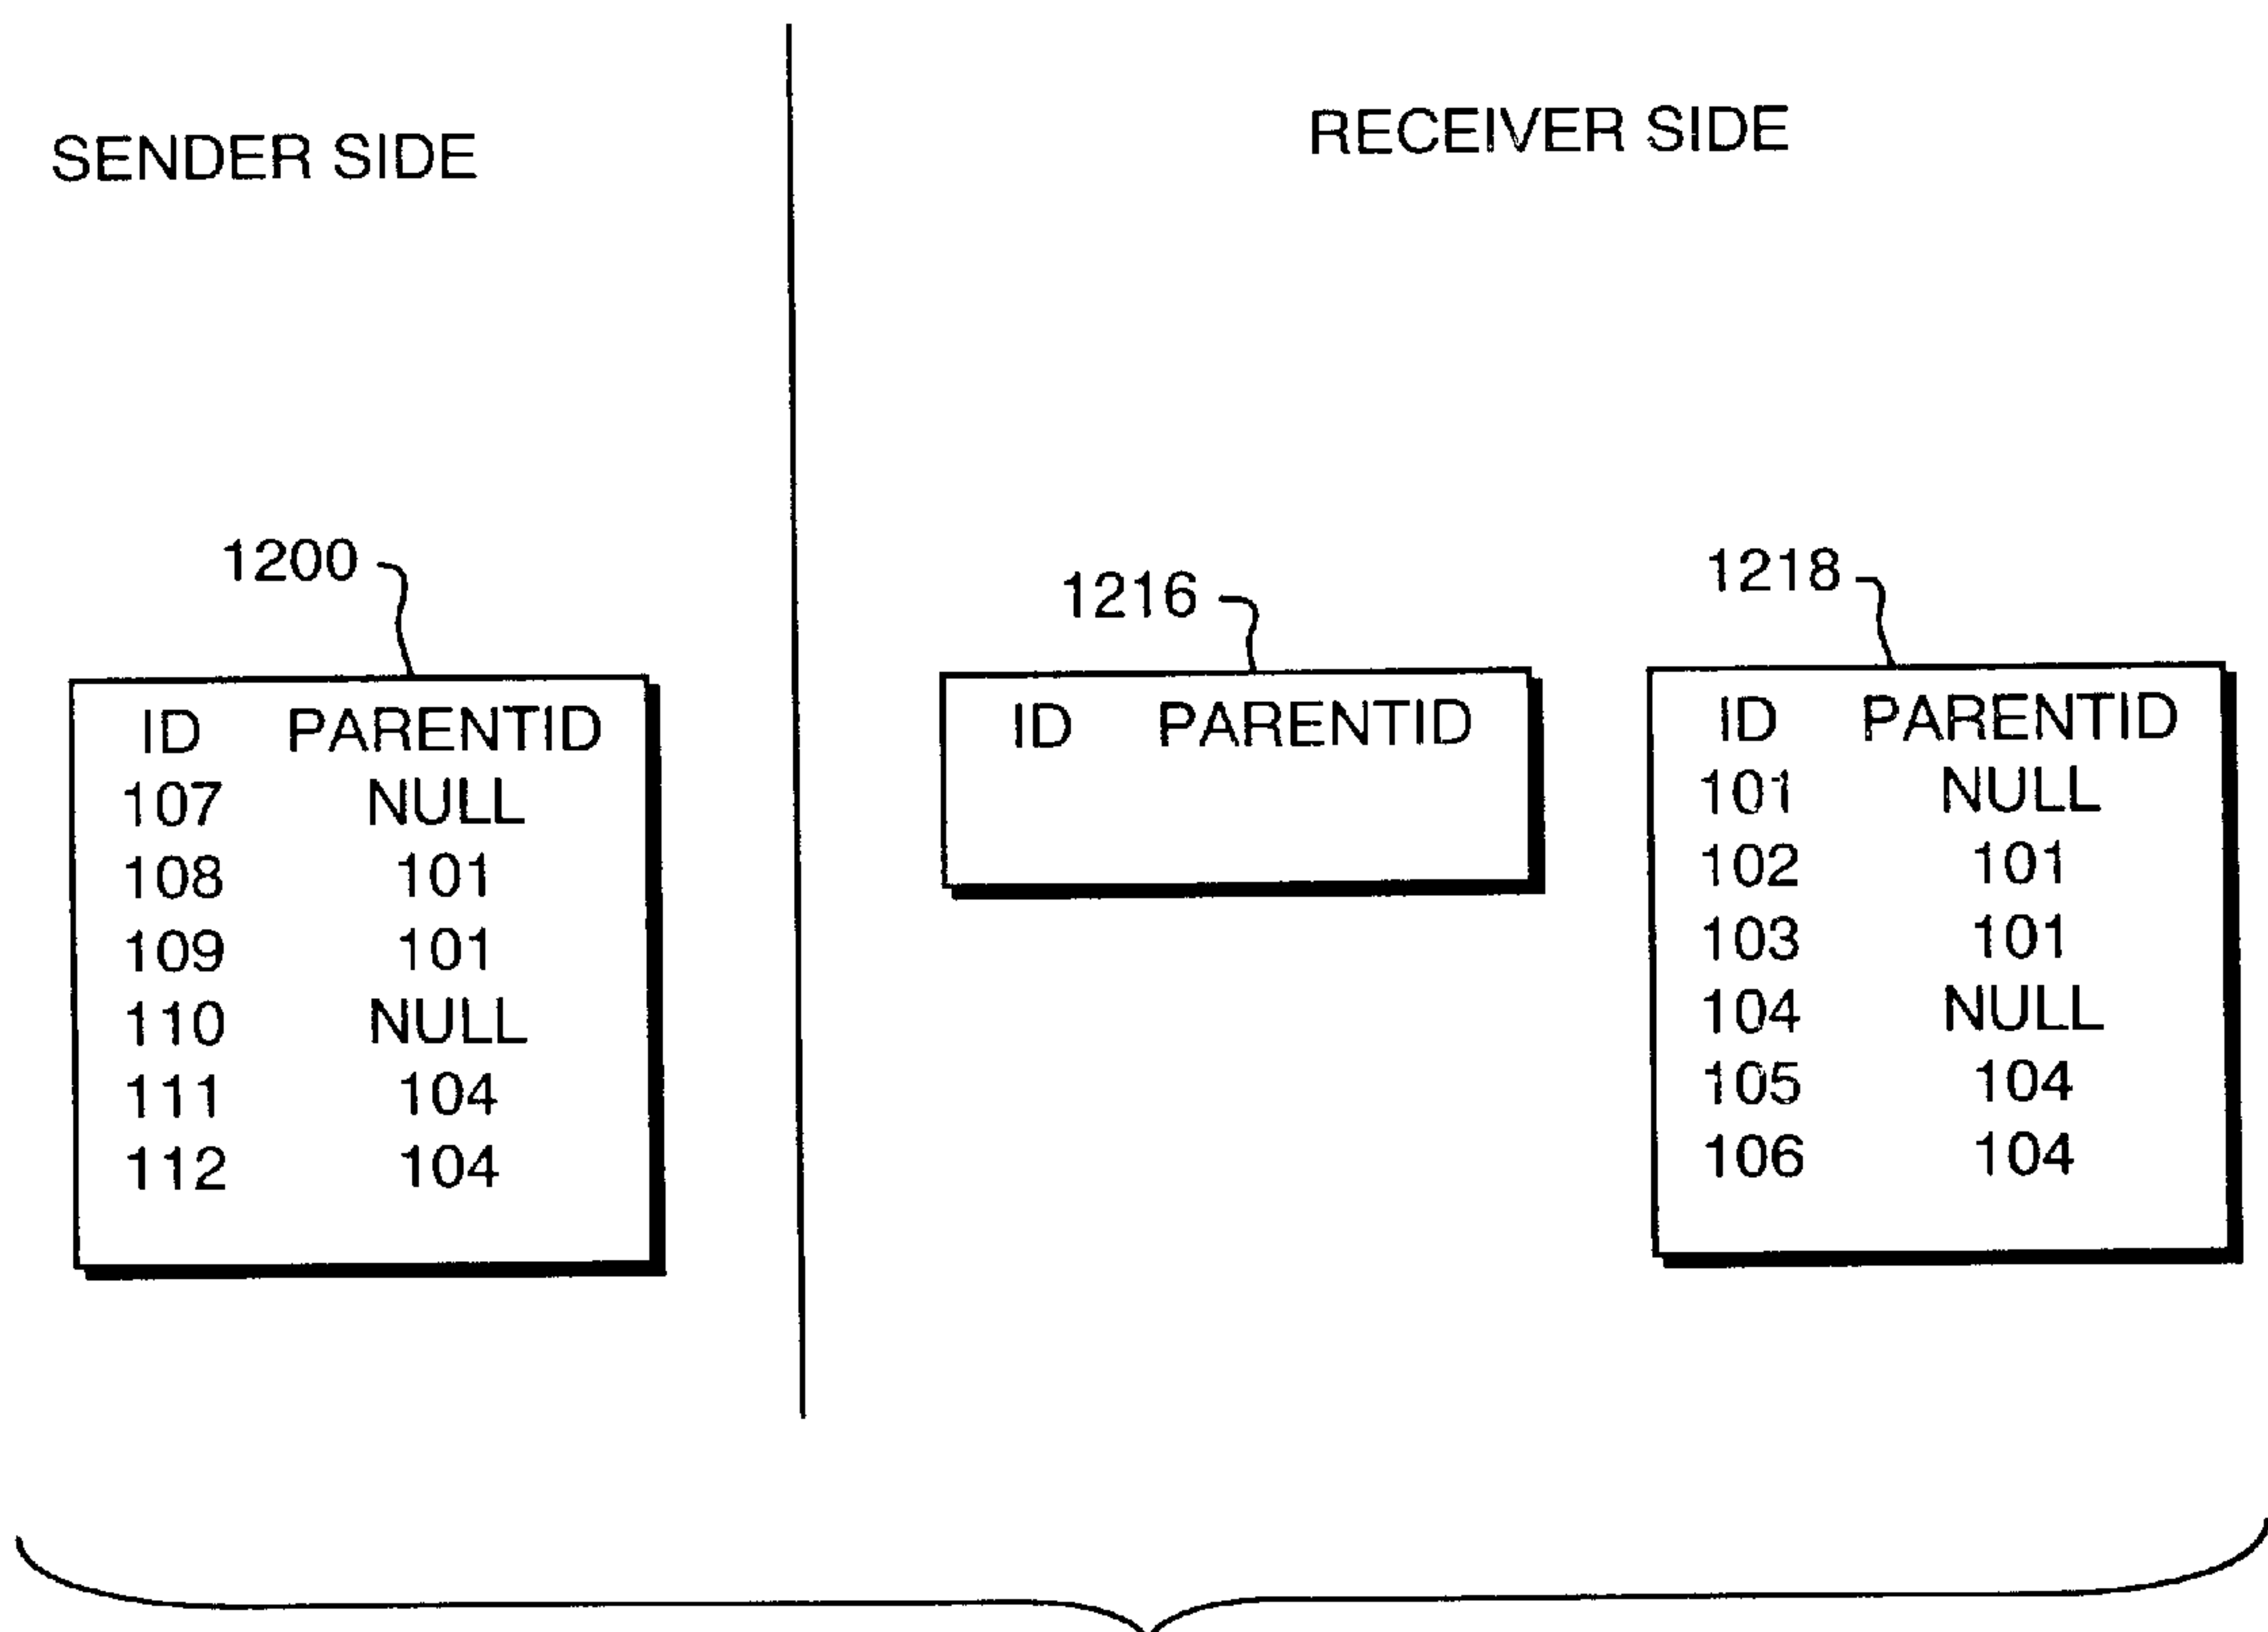 SENDER SIDE
RECEIVER SIDE
1200
ID PARENTID
107 NULL
108 101
109 101
110 NULL
111 104
112 104
1216
ID PARENTID
1218
ID PARENTID
101 NULL
102 101
103 101
104 NULL
105 104
106 104